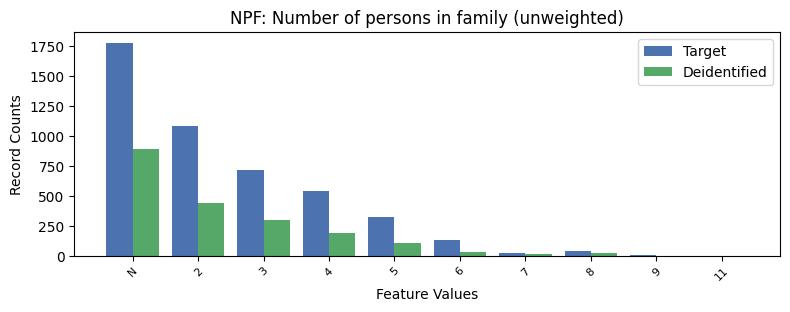 NPF: Number of persons in family (unweighted)
Target
Deidentified
Record Counts
1750
1500
1250
1000
750
500
250
0
N 2 3 4 5 6 7 8 9 11
Feature Values